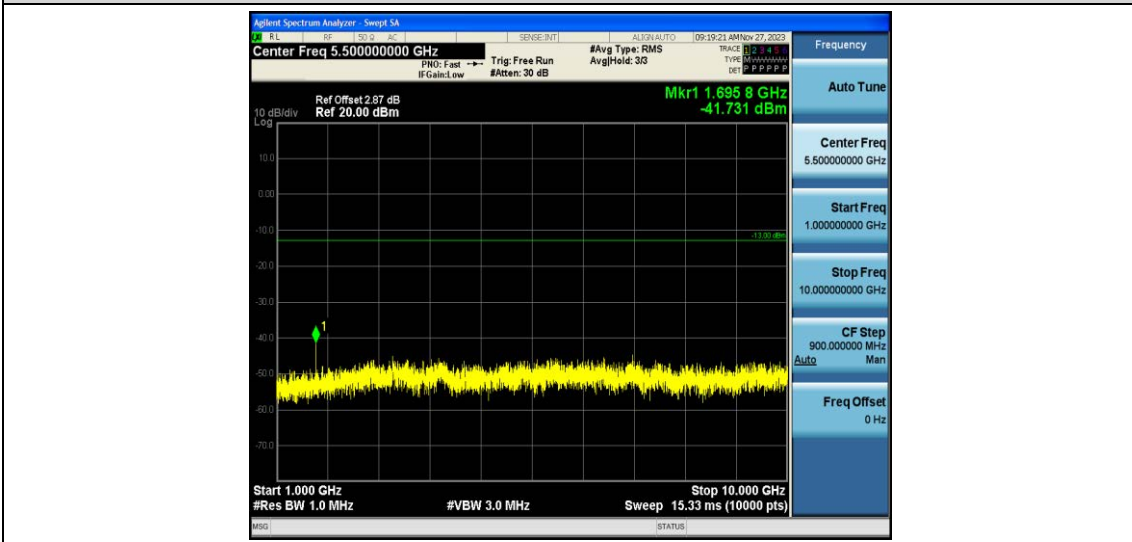 Agilent Spectrum Analyzer - Swept SA
RL RF 50 Ω AC SENSE:INT ALIGNAUTO 09:19:21 AM Nov 27, 2023
Center Freq 5.500000000 GHz
PNO: Fast
IFGain:Low
Trig: Free Run
#Atten: 30 dB
#Avg Type: RMS
Avg|Hold: 3/3
TRACE 1 2 3 4 5 6
TYPE M
DET P P P P P P
Frequency
Auto Tune
Center Freq
5.500000000 GHz
Start Freq
1.000000000 GHz
Stop Freq
10.000000000 GHz
CF Step
900.000000 MHz
Auto Man
Freq Offset
0 Hz
Mkr1 1.695 8 GHz
-41.731 dBm
Ref Offset 2.87 dB
10 dB/div Ref 20.00 dBm
Log
10.0
0.00
-10.0
-13.00 dBm
-20.0
-30.0
1
-40.0
-50.0
-60.0
-70.0
Start 1.000 GHz Stop 10.000 GHz
#Res BW 1.0 MHz #VBW 3.0 MHz Sweep 15.33 ms (10000 pts)
MSG STATUS